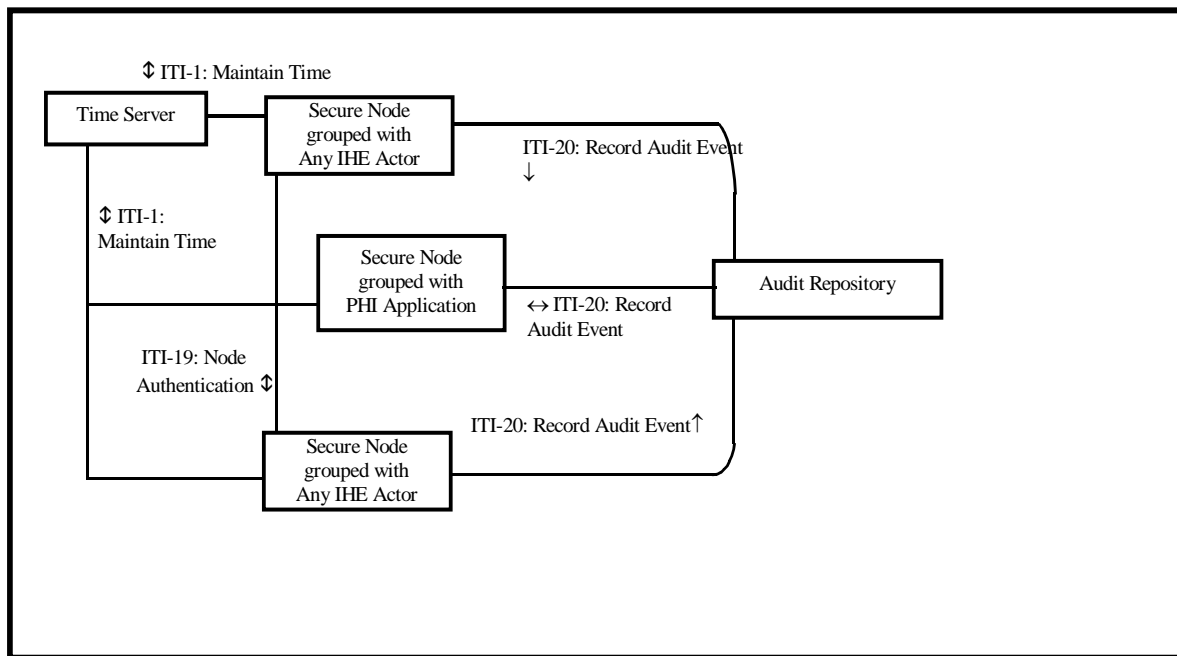 ↕ ITI-1: Maintain Time
Time Server
Secure Node
grouped with
Any IHE Actor
ITI-20: Record Audit Event
↓
↕ ITI-1:
Maintain Time
Secure Node
grouped with
PHI Application
Audit Repository
↔ ITI-20: Record
Audit Event
ITI-19: Node
Authentication ↕
ITI-20: Record Audit Event↑
Secure Node
grouped with
Any IHE Actor